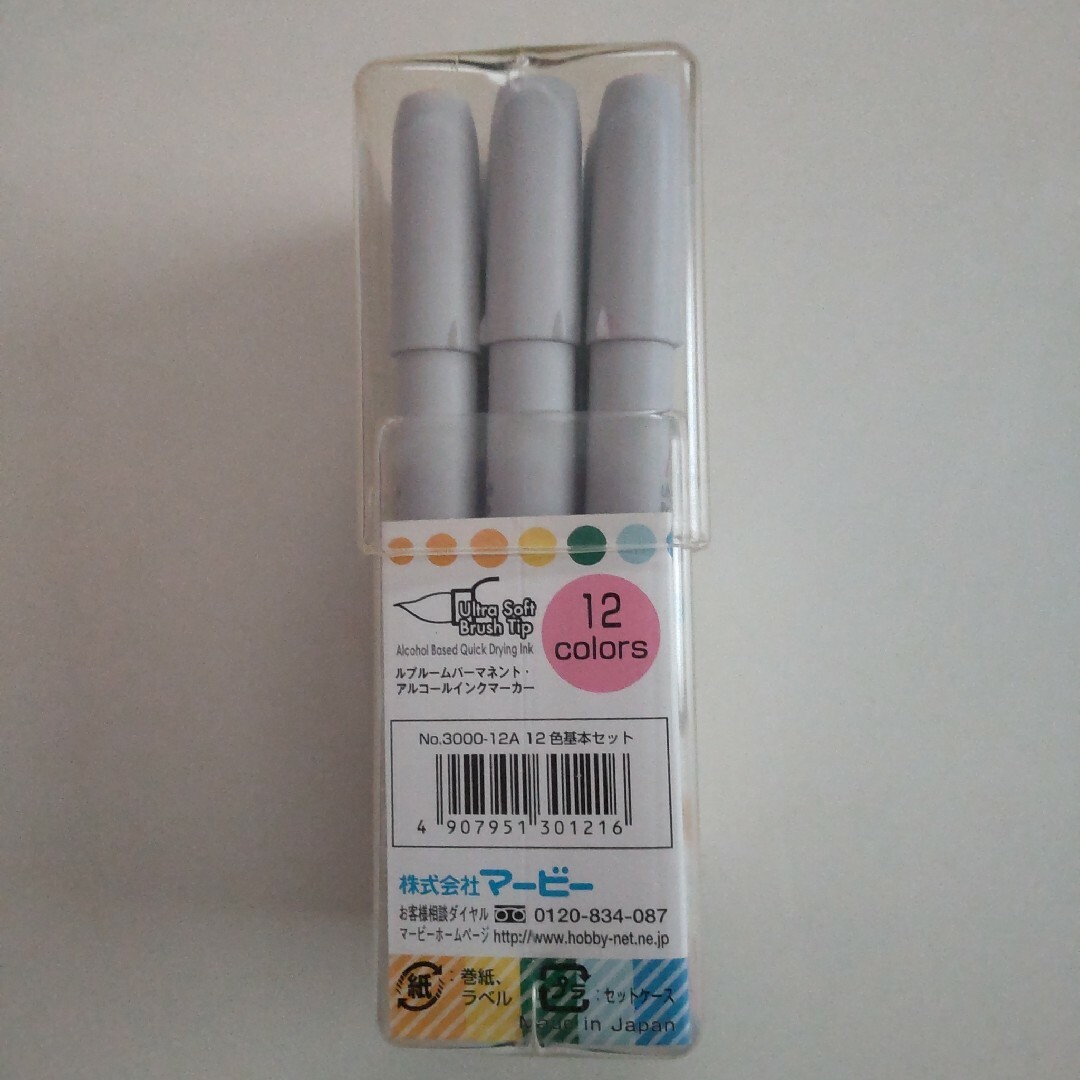 Ultra Soft
Brush Tip
Alcohol Based Quick Drying Ink
ルプルームパーマネント・
アルコールインクマーカー
12
colors
No.3000-12A 12色基本セット
4 907951 301216
株式会社マービー
お客様相談ダイヤル 0120-834-087
マービーホームページ http://www.hobby-net.ne.jp
紙:巻紙、
ラベル
プラ:セットケース
Made in Japan